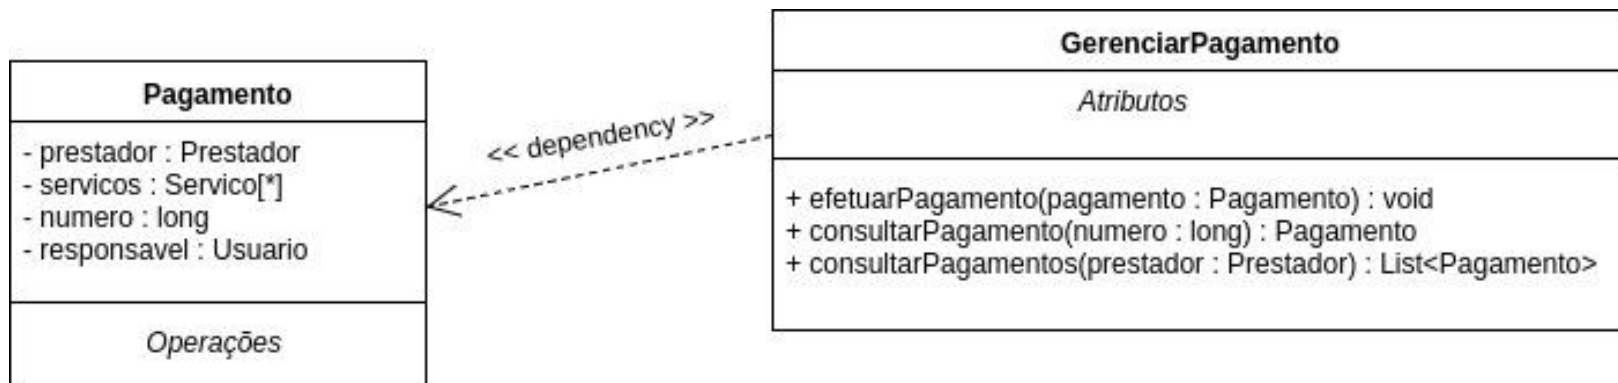 Pagamento
- prestador : Prestador
- servicos : Servico[*]
- numero : long
- responsavel : Usuario
Operações
<< dependency >>
GerenciarPagamento
Atributos
+ efetuarPagamento(pagamento : Pagamento) : void
+ consultarPagamento(numero : long) : Pagamento
+ consultarPagamentos(prestador : Prestador) : List<Pagamento>